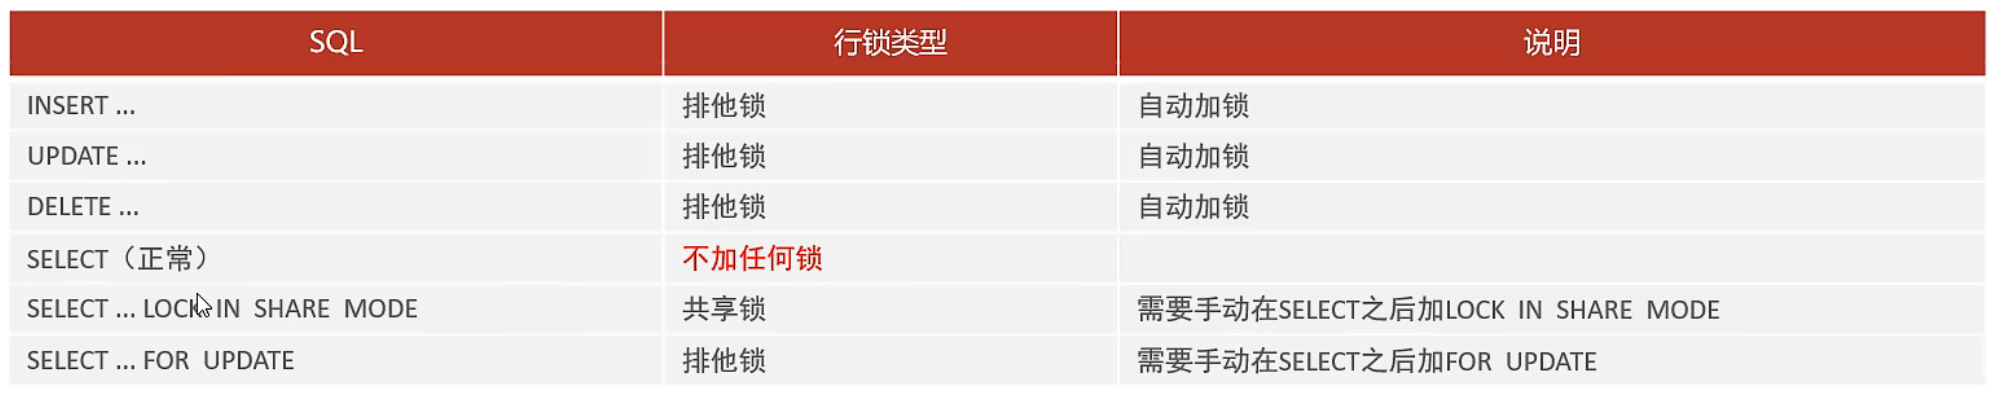 SQL 行锁类型 说明
INSERT ... 排他锁 自动加锁
UPDATE ... 排他锁 自动加锁
DELETE ... 排他锁 自动加锁
SELECT（正常） 不加任何锁
SELECT ... LOCK IN SHARE MODE 共享锁 需要手动在SELECT之后加LOCK IN SHARE MODE
SELECT ... FOR UPDATE 排他锁 需要手动在SELECT之后加FOR UPDATE